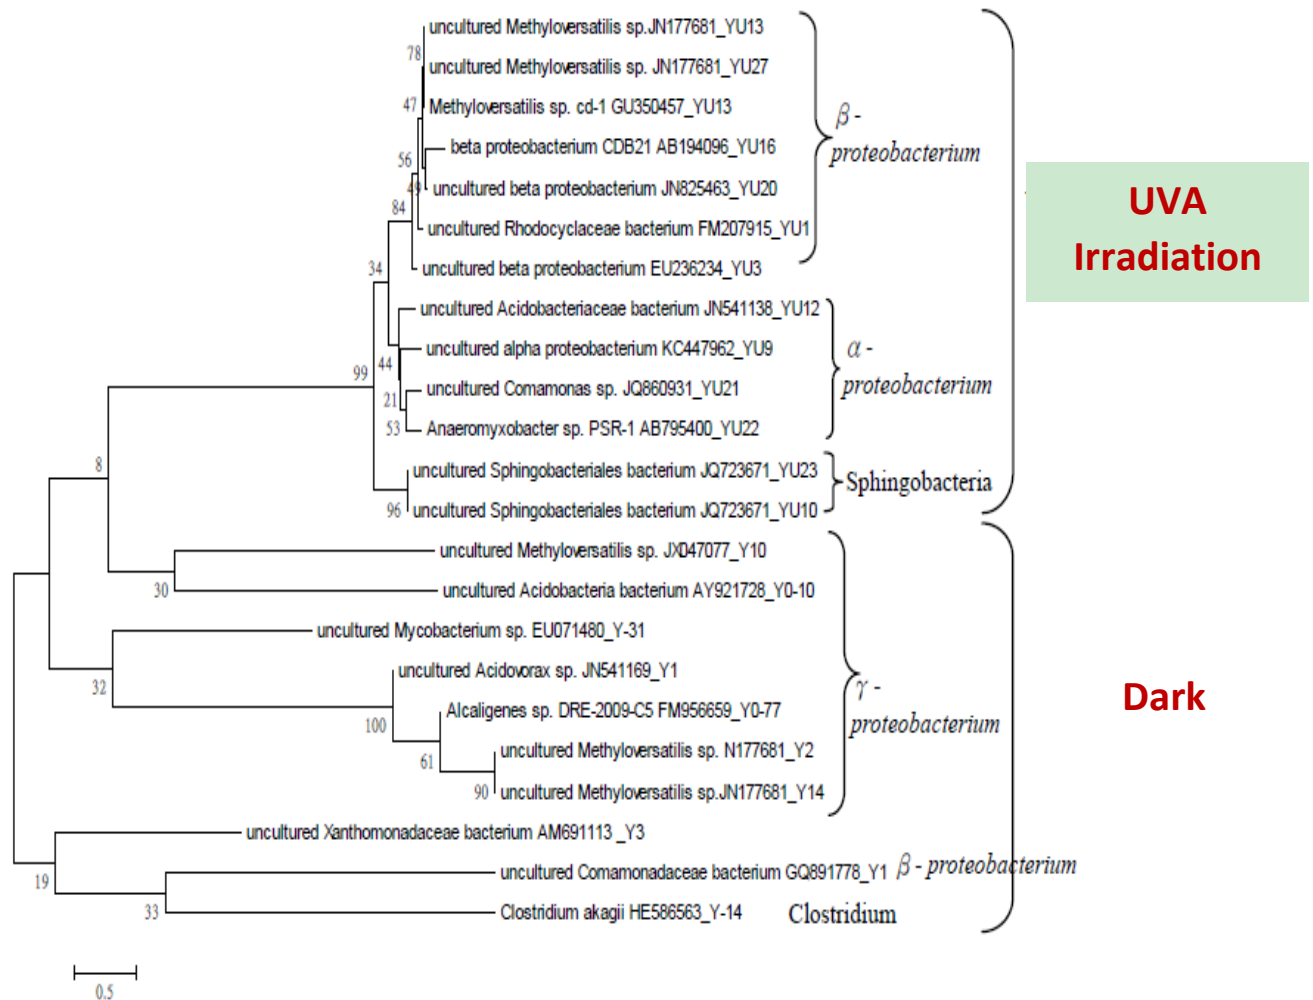 uncultured Methyloversatilis sp.JN177681_YU13
78
uncultured Methyloversatilis sp. JN177681_YU27
47
Methyloversatilis sp. cd-1 GU350457_YU13
β -
proteobacterium
beta proteobacterium CDB21 AB194096_YU16
56
49
uncultured beta proteobacterium JN825463_YU20
84
uncultured Rhodocyclaceae bacterium FM207915_YU1
34
uncultured beta proteobacterium EU236234_YU3
UVA
Irradiation
uncultured Acidobacteriaceae bacterium JN541138_YU12
uncultured alpha proteobacterium KC447962_YU9
44
α -
proteobacterium
99
uncultured Comamonas sp. JQ860931_YU21
21
53
Anaeromyxobacter sp. PSR-1 AB795400_YU22
8
uncultured Sphingobacteriales bacterium JQ723671_YU23
Sphingobacteria
96
uncultured Sphingobacteriales bacterium JQ723671_YU10
uncultured Methyloversatilis sp. JX047077_Y10
30
uncultured Acidobacteria bacterium AY921728_Y0-10
uncultured Mycobacterium sp. EU071480_Y-31
32
uncultured Acidovorax sp. JN541169_Y1
γ -
proteobacterium
Dark
100
Alcaligenes sp. DRE-2009-C5 FM956659_Y0-77
61
uncultured Methyloversatilis sp. N177681_Y2
90
uncultured Methyloversatilis sp.JN177681_Y14
uncultured Xanthomonadaceae bacterium AM691113 _Y3
19
uncultured Comamonadaceae bacterium GQ891778_Y1
β - proteobacterium
33
Clostridium akagii HE586563_Y-14
Clostridium
0.5